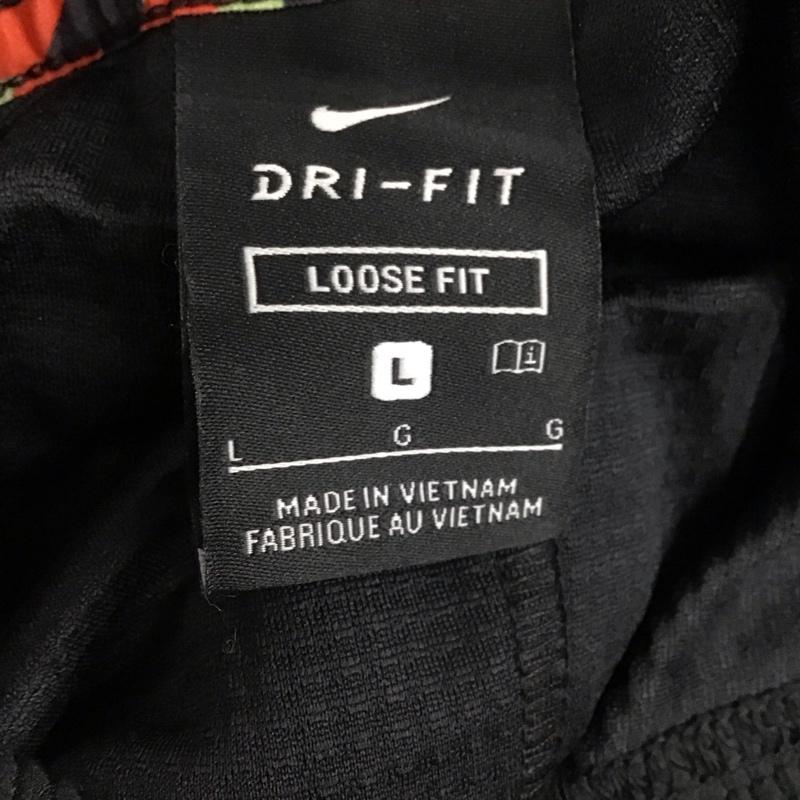 DRI-FIT
LOOSE FIT
L
i
L G G
MADE IN VIETNAM
FABRIQUE AU VIETNAM